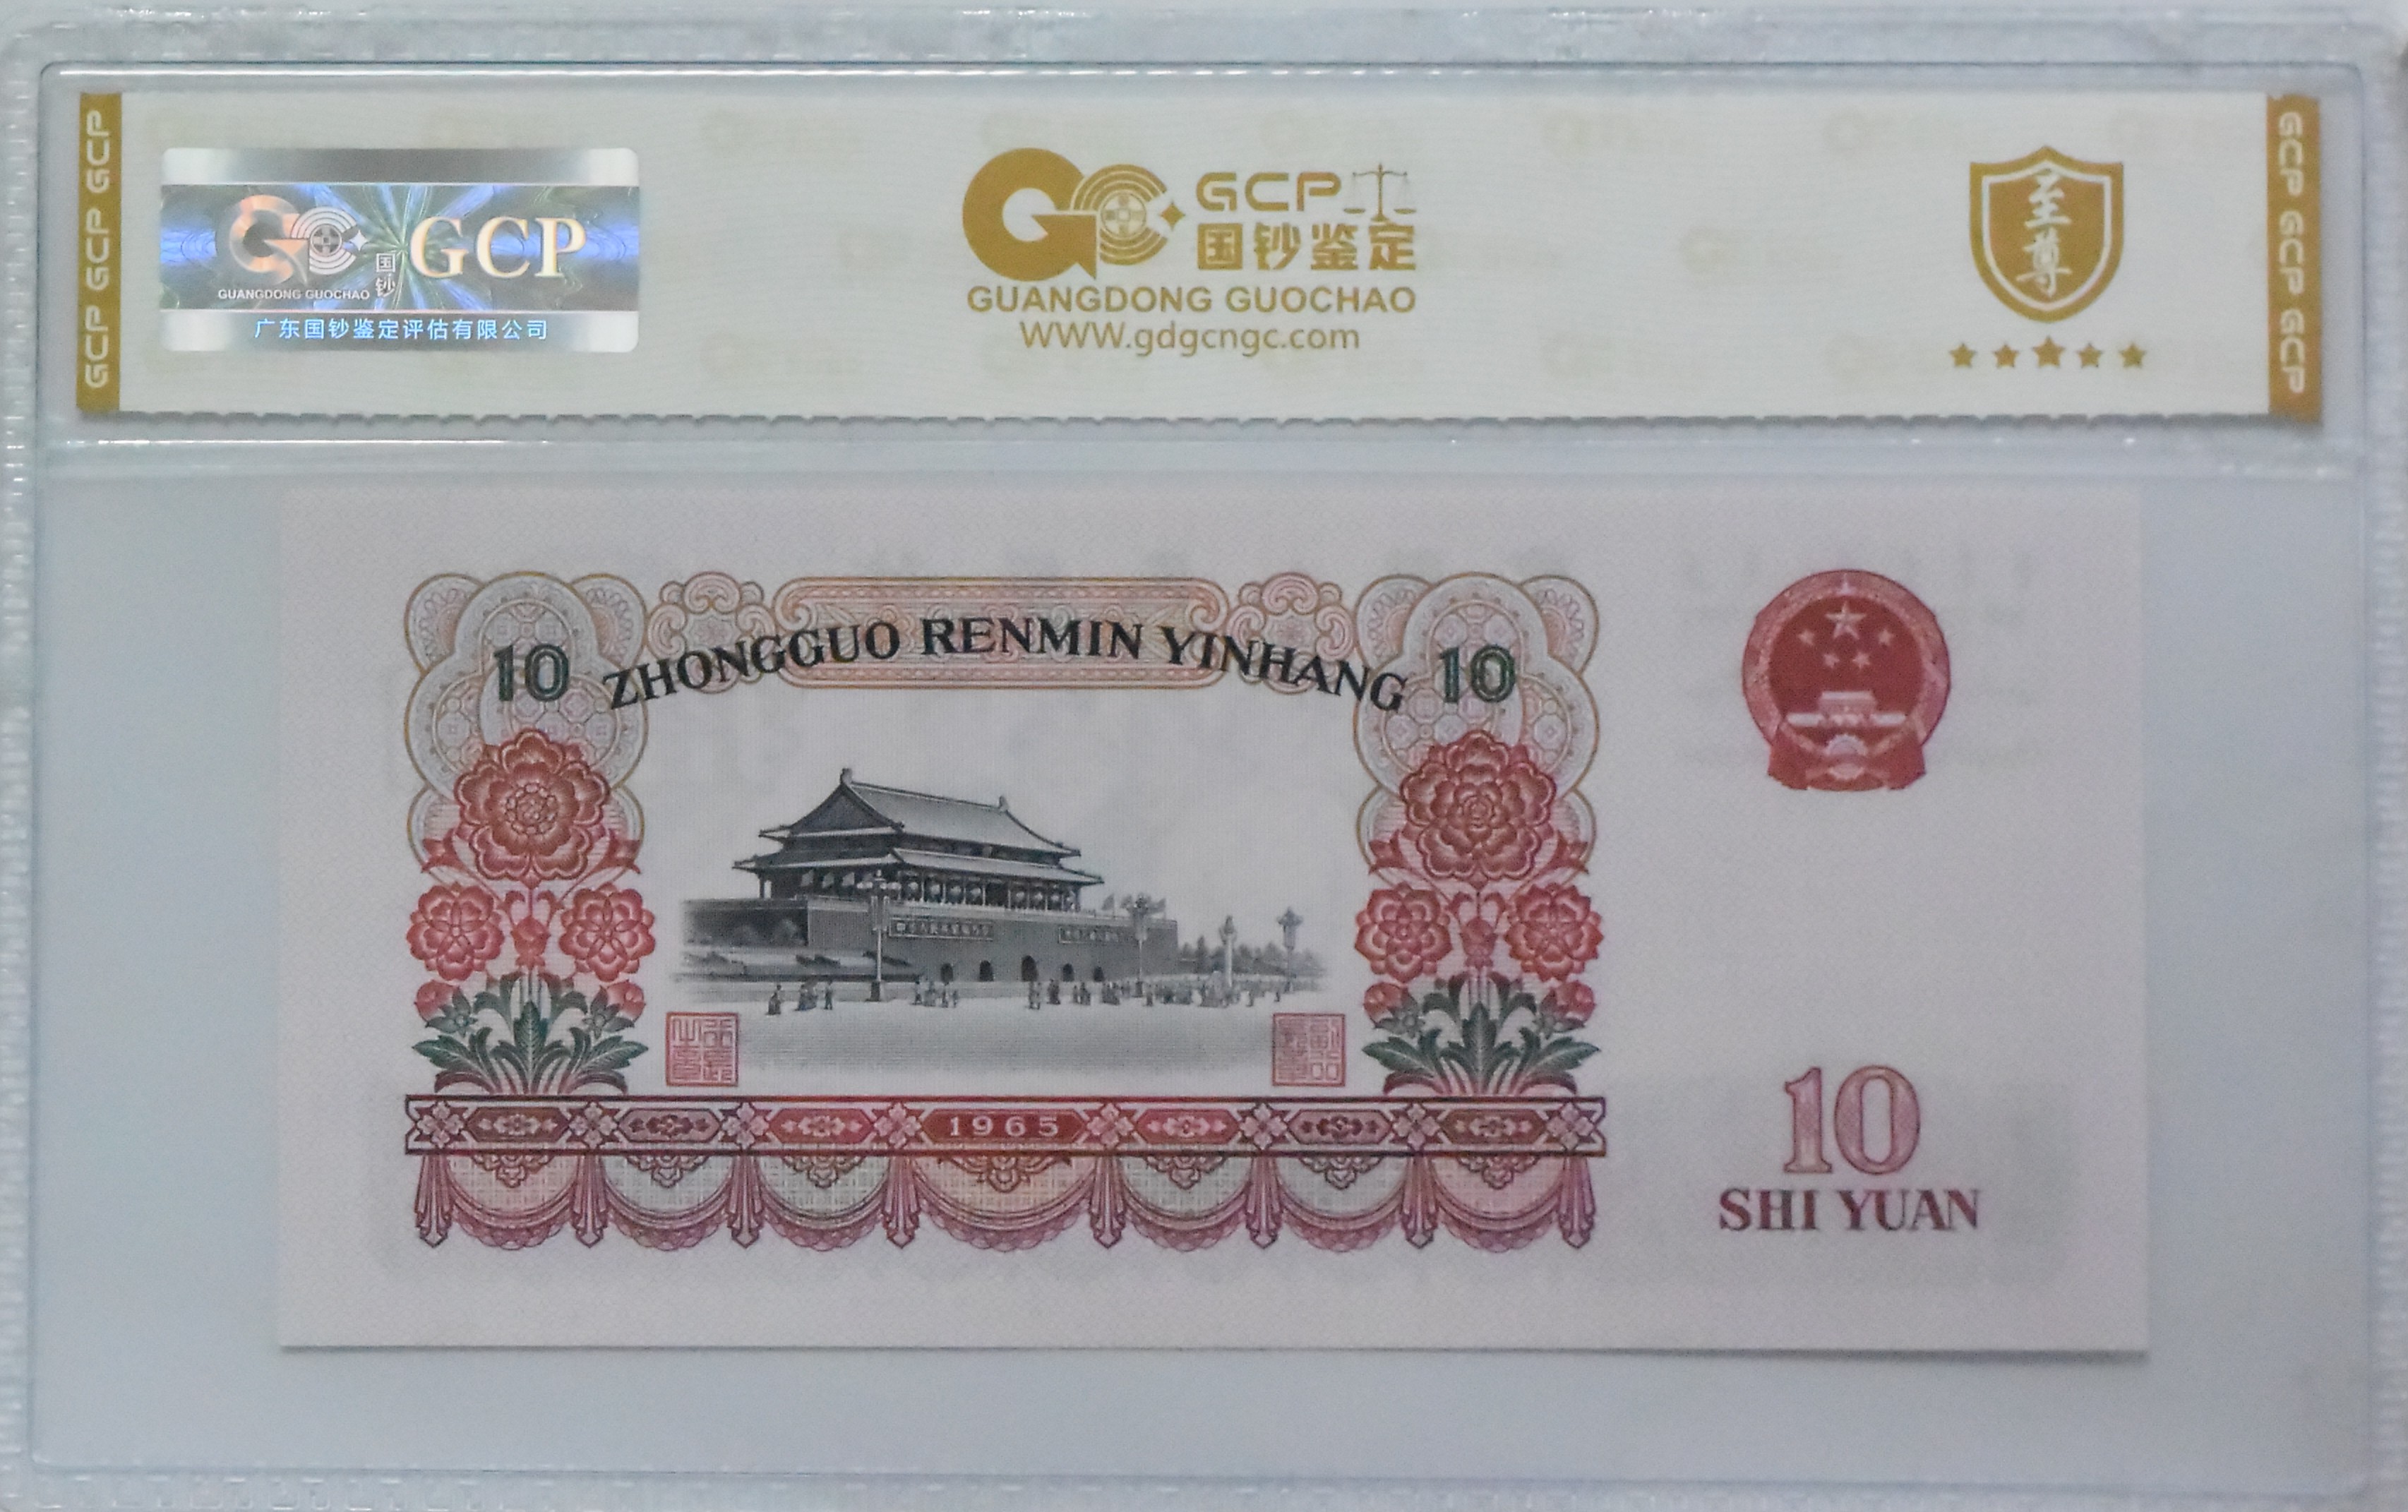 GCP GCP GCP
GCP
国钞
GUANGDONG GUOCHAO
广东国钞鉴定评估有限公司
GCP
国钞鉴定
GUANGDONG GUOCHAO
WWW.gdgcngc.com
至尊
GCP GCP GCP
10 ZHONGGUO RENMIN YINHANG 10
1965
10
SHI YUAN